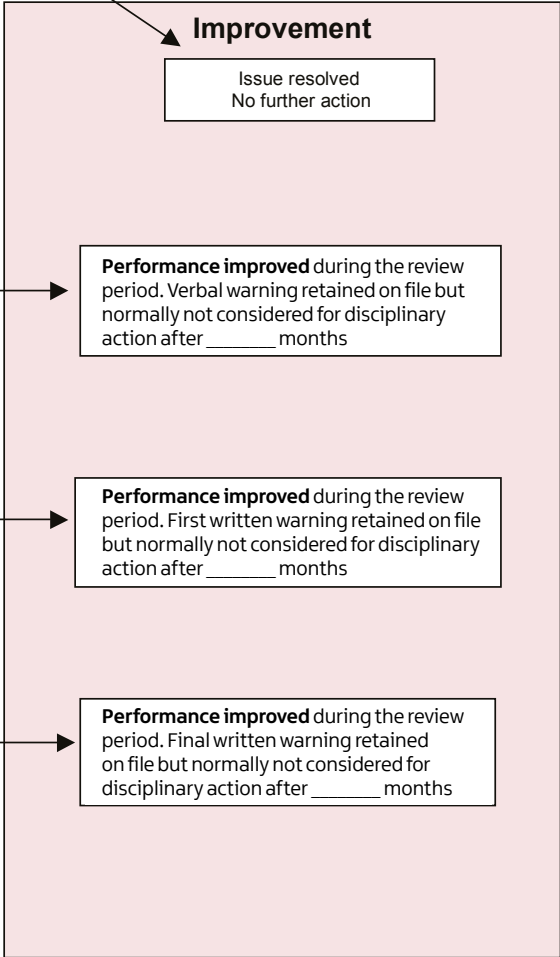 Improvement
Issue resolved
No further action
Performance improved during the review
period. Verbal warning retained on file but
normally not considered for disciplinary
action after ________ months
Performance improved during the review
period. First written warning retained on file
but normally not considered for disciplinary
action after ________ months
Performance improved during the review
period. Final written warning retained
on file but normally not considered for
disciplinary action after ________ months